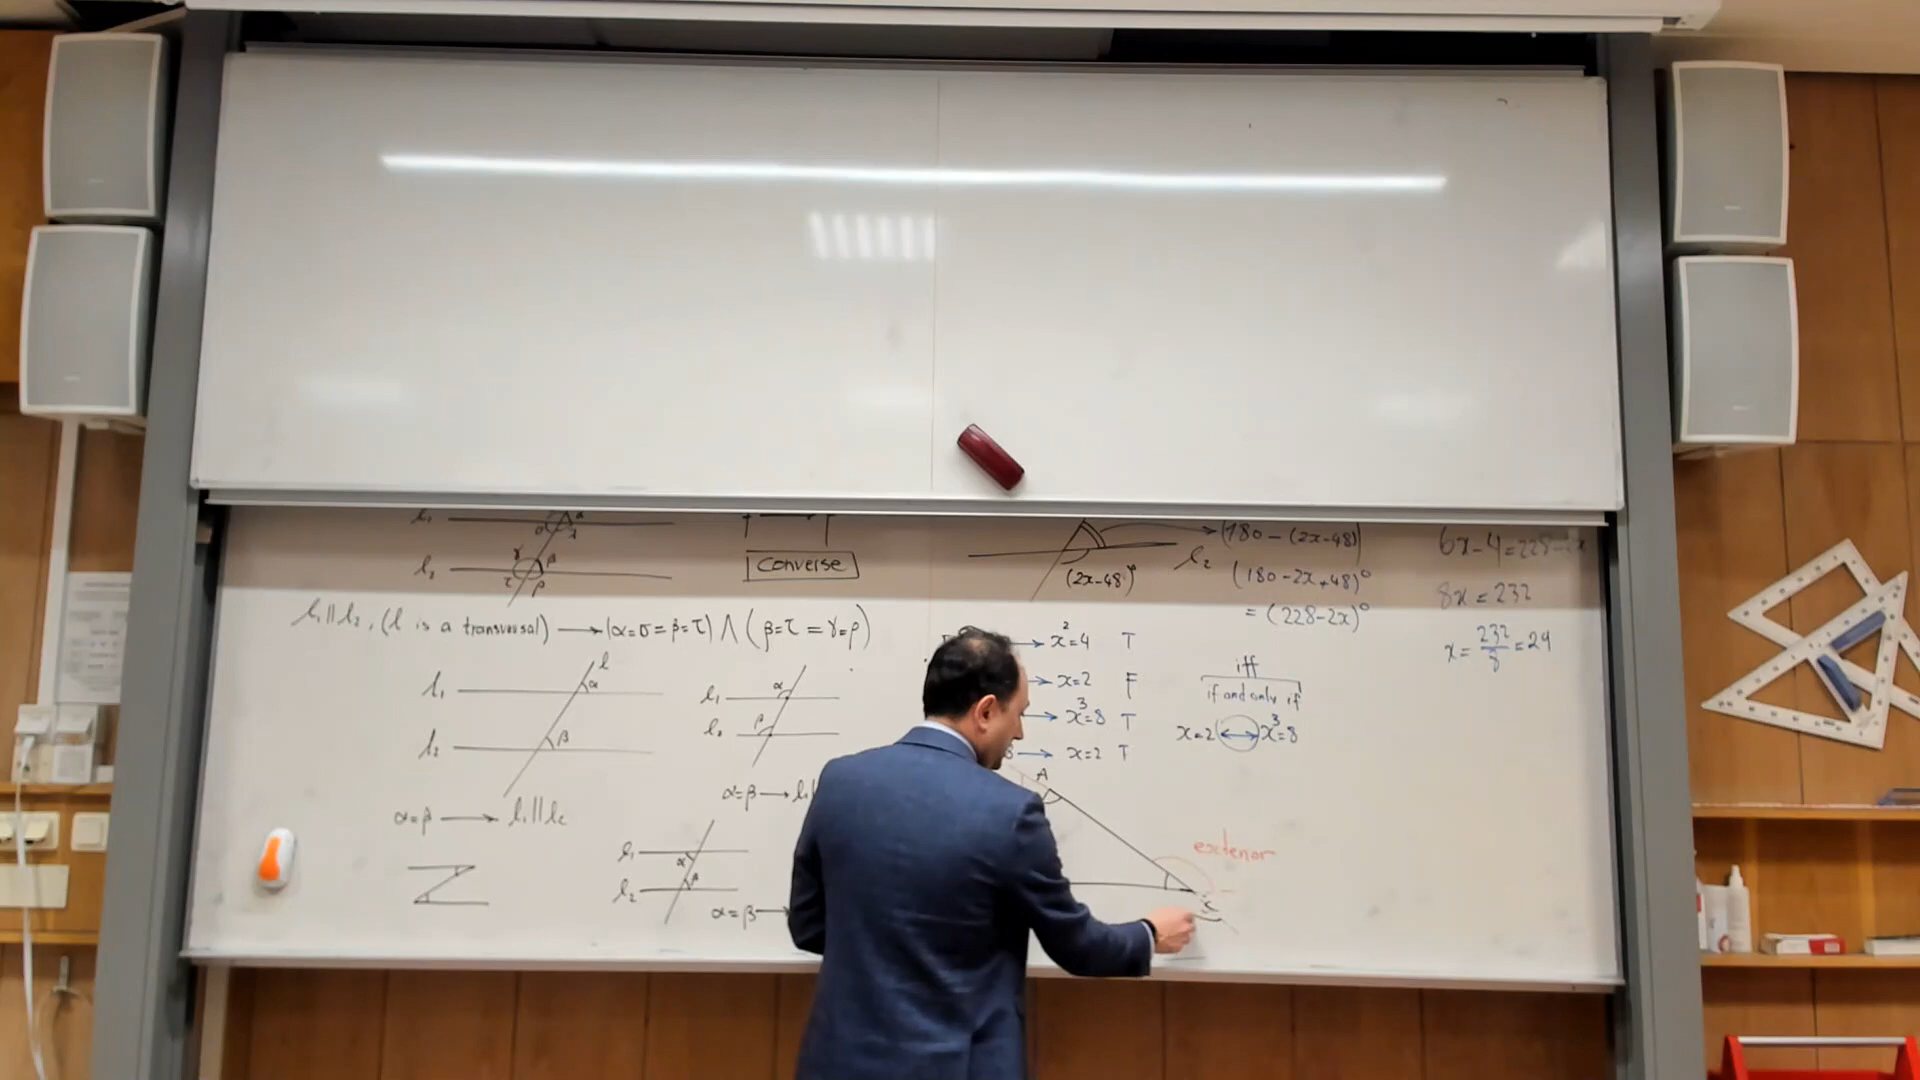 l₁
α
σ
λ
l₂
γ
β
τ
ρ
Converse
l₁ || l₂, (l is a transversal) ⟶ (α=σ=β=τ) ∧ (β=τ=γ=ρ)
l
l₁
α
l₂
β
α=β ⟶ l₁ || l₂
l₁
α
l₂
β
α=β ⟶ l₁
l₁
α
l₂
β
α=β ⟶
l₂
(2x-48)°
(180-(2x-48))
(180-2x+48)°
= (228-2x)°
6x-4=228-2x
8x=232
x= 232/8 =29
→ x²=4 T
→ x=2 F
→ x³=8 T
8 → x=2 T
iff
if and only if
x=2 ⟷ x³=8
A
exterior
C